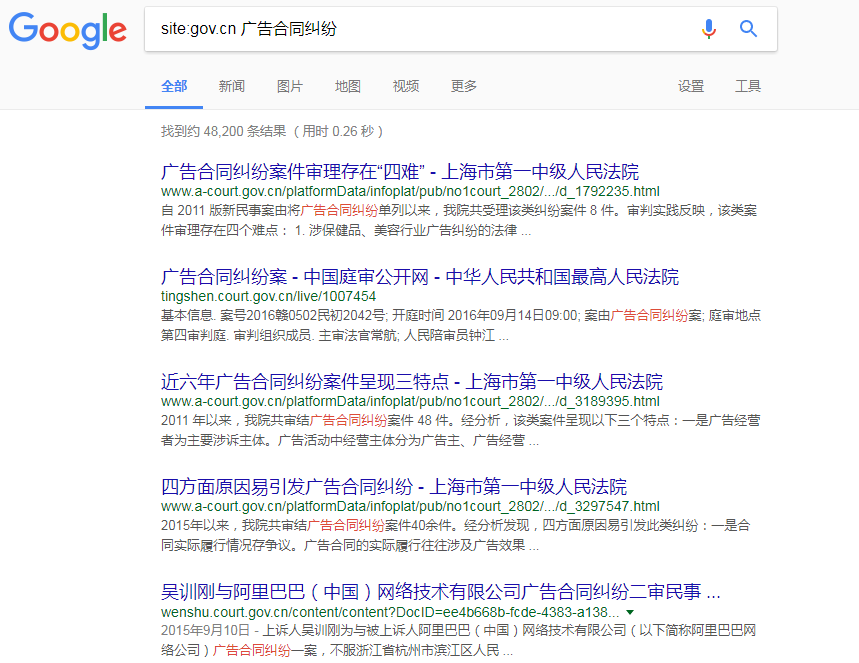 Google
site:gov.cn 广告合同纠纷
全部 新闻 图片 地图 视频 更多 设置 工具
找到约 48,200 条结果 （用时 0.26 秒）
广告合同纠纷案件审理存在“四难” - 上海市第一中级人民法院
www.a-court.gov.cn/platformData/infoplat/pub/no1court_2802/.../d_1792235.html
自 2011 版新民事案由将广告合同纠纷单列以来，我院共受理该类纠纷案件 8 件。审判实践反映，该类案
件审理存在四个难点： 1. 涉保健品、美容行业广告纠纷的法律 ...
广告合同纠纷案 - 中国庭审公开网 - 中华人民共和国最高人民法院
tingshen.court.gov.cn/live/1007454
基本信息. 案号2016赣0502民初2042号; 开庭时间 2016年09月14日09:00; 案由广告合同纠纷案; 庭审地点
第四审判庭. 审判组织成员. 主审法官常航; 人民陪审员钟江 ...
近六年广告合同纠纷案件呈现三特点 - 上海市第一中级人民法院
www.a-court.gov.cn/platformData/infoplat/pub/no1court_2802/.../d_3189395.html
2011 年以来，我院共审结广告合同纠纷案件 48 件。经分析，该类案件呈现以下三个特点：一是广告经营
者为主要涉诉主体。广告活动中经营主体分为广告主、广告经营 ...
四方面原因易引发广告合同纠纷 - 上海市第一中级人民法院
www.a-court.gov.cn/platformData/infoplat/pub/no1court_2802/.../d_3297547.html
2015年以来，我院共审结广告合同纠纷案件40余件。经分析发现，四方面原因易引发此类纠纷：一是合
同实际履行情况存争议。广告合同的实际履行往往涉及广告效果 ...
吴训刚与阿里巴巴（中国）网络技术有限公司广告合同纠纷二审民事 ...
wenshu.court.gov.cn/content/content?DocID=ee4b668b-fcde-4383-a138...
2015年9月10日 - 上诉人吴训刚为与被上诉人阿里巴巴（中国）网络技术有限公司（以下简称阿里巴巴网
络公司）广告合同纠纷一案，不服浙江省杭州市滨江区人民 ...